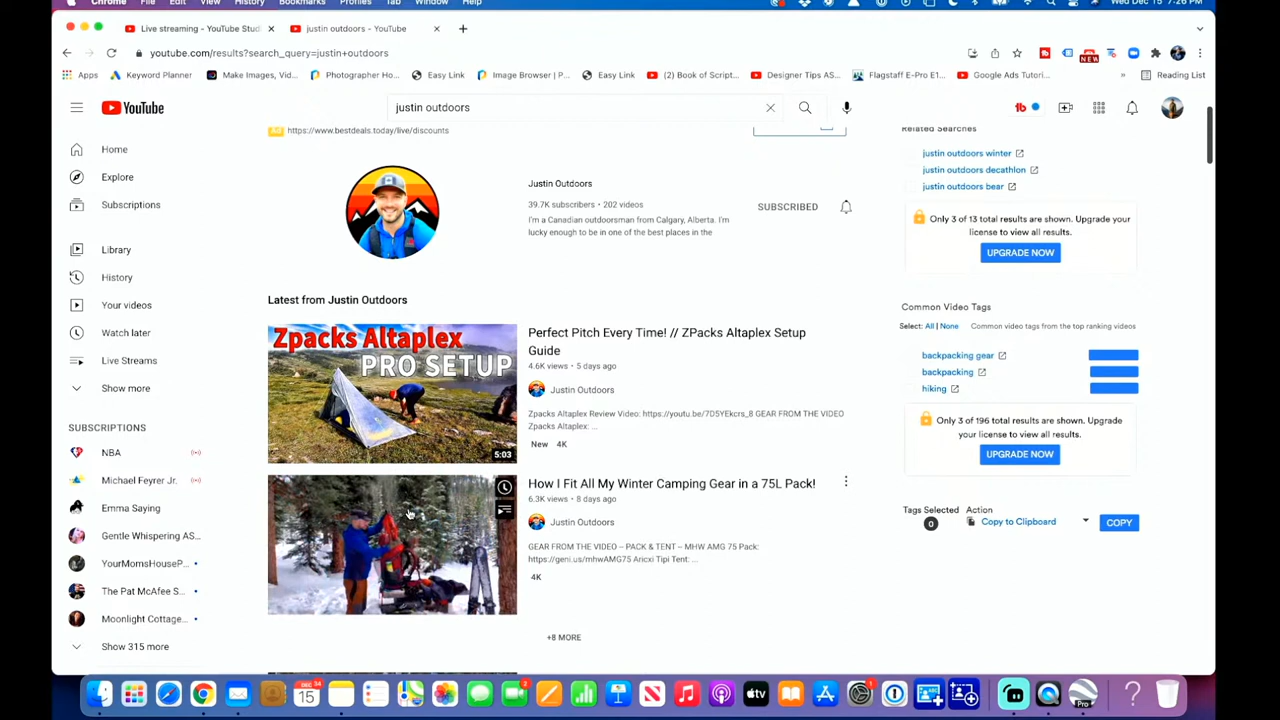 Chrome File Edit View History Bookmarks Profiles Tab Window Help
Wed Dec 15 7:26 PM
Live streaming - YouTube Stud
justin outdoors - YouTube
youtube.com/results?search_query=justin+outdoors
NEW
Apps
Keyword Planner
Make Images, Vid...
Photographer Ho...
Easy Link
Image Browser | P...
Easy Link
(2) Book of Script...
Designer Tips AS...
Flagstaff E-Pro E1...
Google Ads Tutori...
»
Reading List
YouTube
justin outdoors
tb
Home
Explore
Subscriptions
Library
History
Your videos
Watch later
Live Streams
Show more
SUBSCRIPTIONS
NBA
Michael Feyrer Jr.
Emma Saying
Gentle Whispering AS...
YourMomsHouseP...
The Pat McAfee S...
Moonlight Cottage...
Show 315 more
Ad https://www.bestdeals.today/live/discounts
Justin Outdoors
39.7K subscribers • 202 videos
I'm a Canadian outdoorsman from Calgary, Alberta. I'm
lucky enough to be in one of the best places in the
SUBSCRIBED
Latest from Justin Outdoors
Zpacks Altaplex
PRO SETUP
5:03
Perfect Pitch Every Time! // ZPacks Altaplex Setup
Guide
4.6K views • 5 days ago
Justin Outdoors
Zpacks Altaplex Review Video: https://youtu.be/7D5YEkcrs_8 GEAR FROM THE VIDEO
Zpacks Altaplex: ...
New 4K
How I Fit All My Winter Camping Gear in a 75L Pack!
6.3K views • 8 days ago
Justin Outdoors
GEAR FROM THE VIDEO -- PACK & TENT -- MHW AMG 75 Pack:
https://geni.us/mhwAMG75 Aricxi Tipi Tent: ...
4K
+8 MORE
Related Searches
justin outdoors winter
justin outdoors decathlon
justin outdoors bear
Only 3 of 13 total results are shown. Upgrade your
license to view all results.
UPGRADE NOW
Common Video Tags
Select: All | None Common video tags from the top ranking videos
backpacking gear
backpacking
hiking
Only 3 of 196 total results are shown. Upgrade
your license to view all results.
UPGRADE NOW
Tags Selected
0
Action
Copy to Clipboard
COPY
DEC
15
34
2
1
tv
Pro